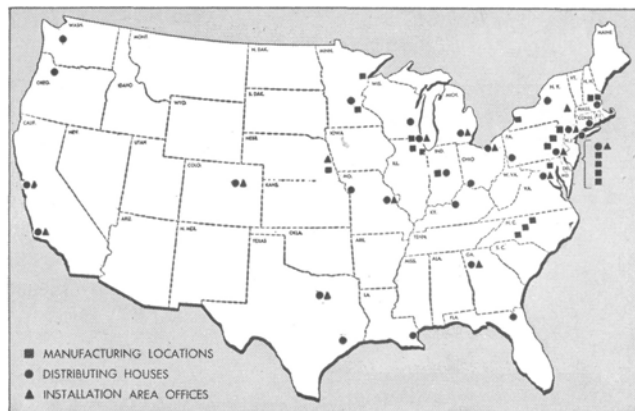 WASH.
MONT.
N. DAK.
MINN.
MAINE
OREG.
IDAHO
S. DAK.
WIS.
MICH.
N.Y.
VT.
N.H.
MASS.
CONN.
WYO.
CALIF.
NEV.
UTAH
NEBR.
IOWA
ILL.
IND.
OHIO
PA.
COLO.
KANS.
MO.
W. VA.
VA.
KY.
ARIZ.
N. MEX.
TEXAS
OKLA.
ARK.
TENN.
N.C.
S.C.
MISS.
ALA.
GA.
LA.
FLA.
MANUFACTURING LOCATIONS
DISTRIBUTING HOUSES
INSTALLATION AREA OFFICES